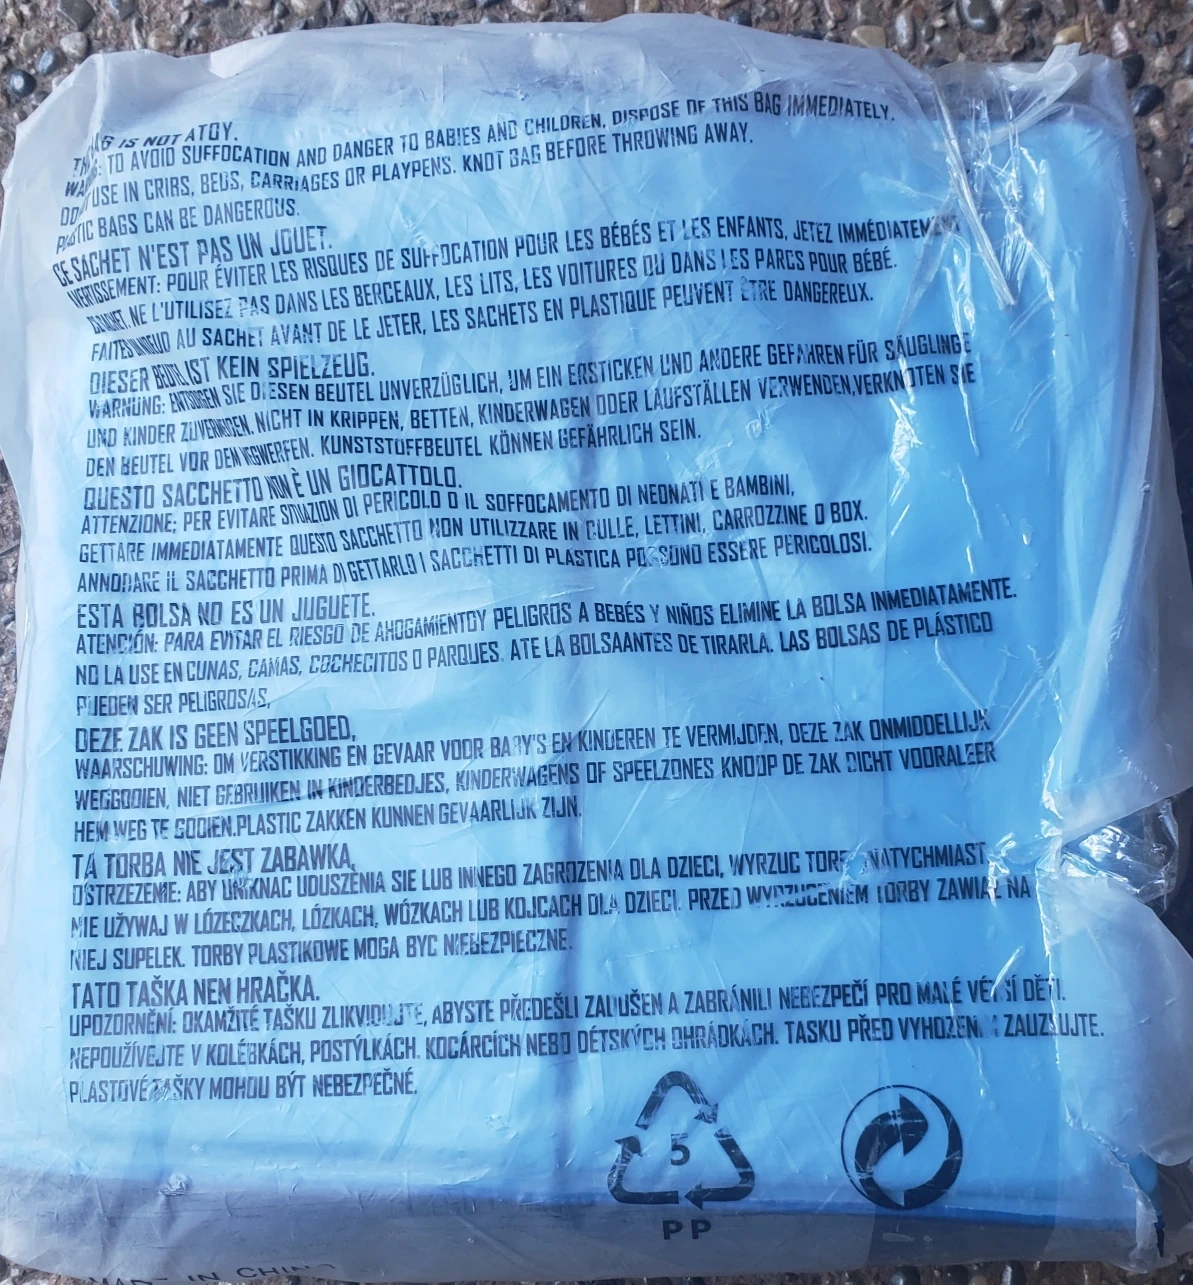 IS NOT ATOY.
TO AVOID SUFFOCATION AND DANGER TO BABIES AND CHILDREN, DISPOSE OF THIS BAG IMMEDIATELY.
USE IN CRIBS, BEDS, CARRIAGES OR PLAYPENS. KNOT BAG BEFORE THROWING AWAY.
BAGS CAN BE DANGEROUS.
CE SACHET N'EST PAS UN JOUET.
POUR ÉVITER LES RISQUES DE SUFFOCATION POUR LES BÉBÉS ET LES ENFANTS, JETEZ
NE L'UTILISEZ PAS DANS LES BERCEAUX, LES LITS, LES VOITURES OU DANS LES PARCS POUR BÉBÉ.
FAITES AU SACHET AVANT DE LE JETER, LES SACHETS EN PLASTIQUE PEUVENT ÊTRE DANGEREUX.
DIESER IST KEIN SPIELZEUG.
WARNUNG: SIE DIESEN BEUTEL UNVERZÜGLICH, UM EIN ERSTICKEN UND ANDERE GEFAHREN FÜR SÄUGLINGE
UND KINDER NICHT IN KRIPPEN, BETTEN, KINDERWAGEN ODER LAUFSTÄLLEN VERWENDEN,VERKNOTEN SIE
DEN BEUTEL VOR DEM KUNSTSTOFFBEUTEL KÖNNEN GEFÄHRLICH SEIN.
QUESTO SACCHETTO NON È UN GIOCATTOLO.
ATTENZIONE; PER EVITARE DI PERICOLO O IL SOFFOCAMENTO DI NEONATI E BAMBINI,
GETTARE IMMEDIATAMENTE QUESTO SACCHETTO NON UTILIZZARE IN CULLE, LETTINI, CARROZZINE O BOX.
ANNODARE IL SACCHETTO PRIMA DI GETTARLO I SACCHETTI DI PLASTICA POSSONO ESSERE PERICOLOSI.
ESTA BOLSA NO ES UN JUGUETE.
ATENCIÓN: PARA EVITAR EL RIESGO DE AHOGAMIENTOY PELIGROS A BEBÉS Y NIÑOS ELIMINE LA BOLSA INMEDIATAMENTE.
NO LA USE EN CUNAS, CAMAS, COCHECITOS O PARQUES. ATE LA BOLSAANTES DE TIRARLA. LAS BOLSAS DE PLÁSTICO
PUEDEN SER PELIGROSAS,
DEZE ZAK IS GEEN SPEELGOED,
WAARSCHUWING: OM VERSTIKKING EN GEVAAR VOOR BABY'S EN KINDEREN TE VERMIJDEN, DEZE ZAK ONMIDDELLIJK
WEGGOOIEN, NIET GEBRUIKEN IN KINDERBEDJES, KINDERWAGENS OF SPEELZONES KNOOP DE ZAK DICHT VOORALEER
HEM WEG TE GOOIEN.PLASTIC ZAKKEN KUNNEN GEVAARLIJK ZIJN.
TA TORBA NIE JEST ZABAWKA,
OSTRZEZENIE: ABY UNIKNAC UDUSZENIA SIE LUB INNEGO ZAGROZENIA DLA DZIECI, WYRZUC NATYCHMIAST
NIE UŻYWAJ W LÓZECZKACH, LÓZKACH, WÓZKACH LUB KOJCACH DLA DZIECI. PRZED WYRZUCENIEM TORBY ZAWIAZ NA
NIEJ SUPELEK. TORBY PLASTIKOWE MOGA BYC NIEBEZPIECZNE.
TATO TAŠKA NEN HRAČKA.
UPOZORNĚNÍ: OKAMŽITÉ TAŠKU ZLIKVIDUJTE, ABYSTE PŘEDEŠLI ZADUŠEN A ZABRÁNILI NEBEZPEČÍ PRO MALÉ VĚTŠÍ DĚTI.
NEPOUŽÍVEJTE V KOLÉBKÁCH, POSTÝLKÁCH. KOCÁRCÍCH NEBO DÉTSKÝCH OHRÁDKÁCH. TASKU PŘED ZAUZLUJTE.
PLASTOVÉ TAŠKY MOHOU BÝT NEBEZPEČNÉ.
5
PP
IN